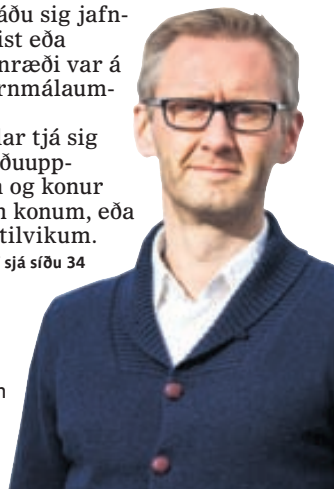 áðu sig jafn-
ist eða
nræði var á
rnmálaum-
lar tjá sig
ðuupp-
og konur
n konum, eða
tilvikum.
sjá síðu 34